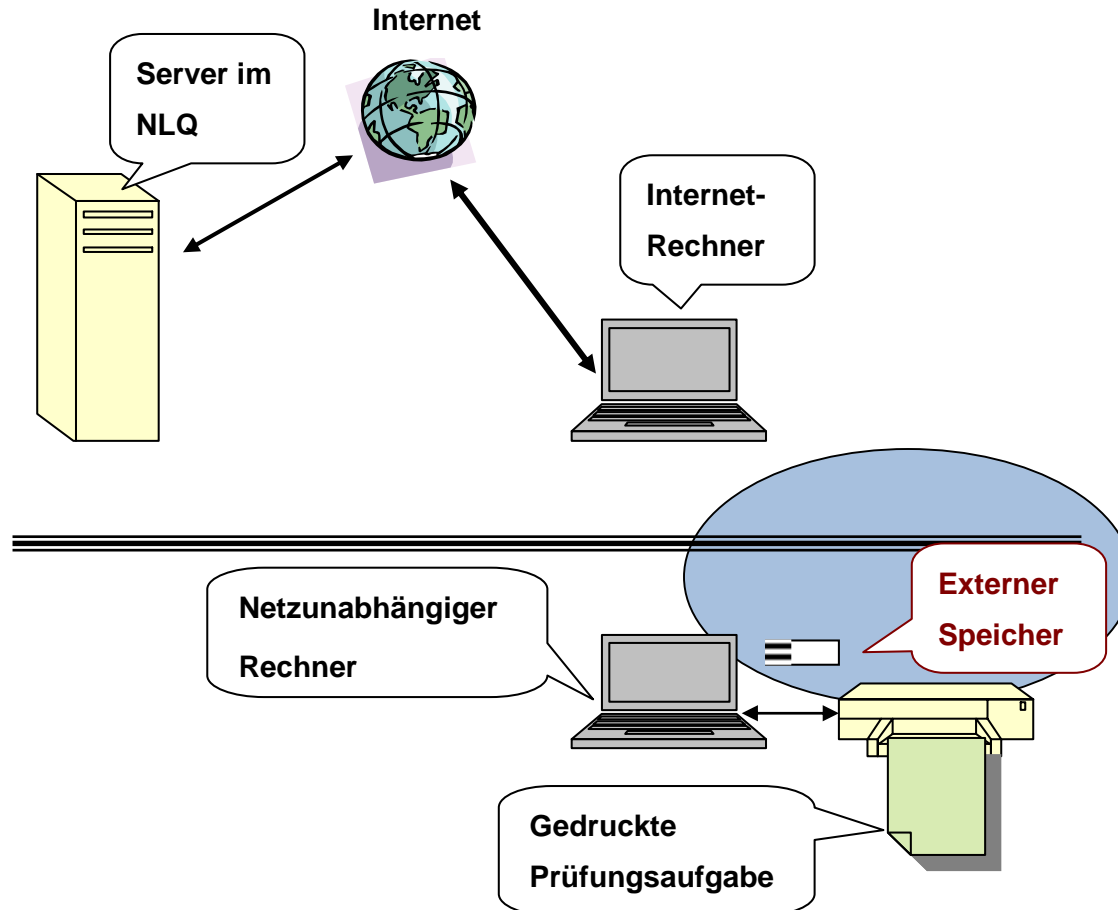 Internet
Server im
NLQ
Internet-
Rechner
Netzunabhängiger
Rechner
Externer
Speicher
Gedruckte
Prüfungsaufgabe